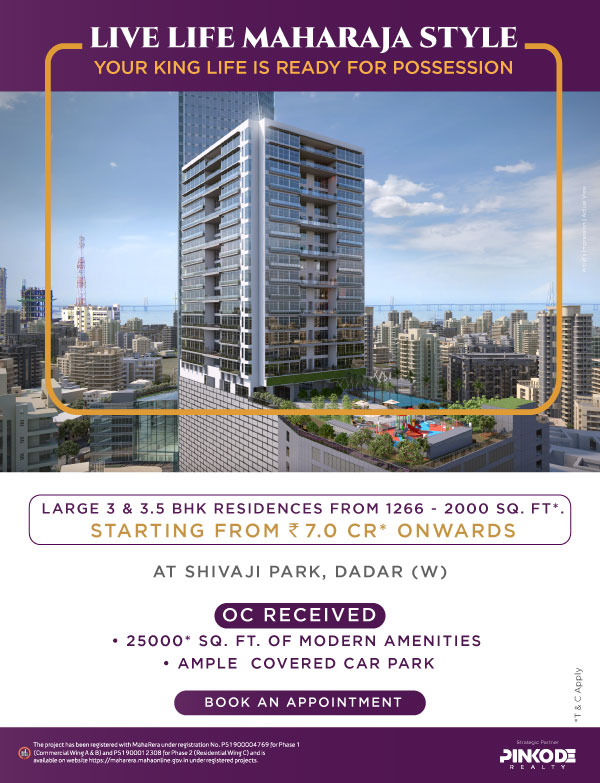 LIVE LIFE MAHARAJA STYLE
YOUR KING LIFE IS READY FOR POSSESSION
Artist's Impression | Actual View
LARGE 3 & 3.5 BHK RESIDENCES FROM 1266 - 2000 SQ. FT*.
STARTING FROM ₹ 7.0 CR* ONWARDS
AT SHIVAJI PARK, DADAR (W)
OC RECEIVED
• 25000* SQ. FT. OF MODERN AMENITIES
• AMPLE COVERED CAR PARK
BOOK AN APPOINTMENT
*T & C Apply
The project has been registered with MahaRera under registration No. P51900004769 for Phase 1
(Commercial Wing A & B) and P51900012308 for Phase 2 (Residential Wing C) and is
available on website https://maharera.mahaonline.gov.in under registered projects.
Strategic Partner
PINKODE
REALTY